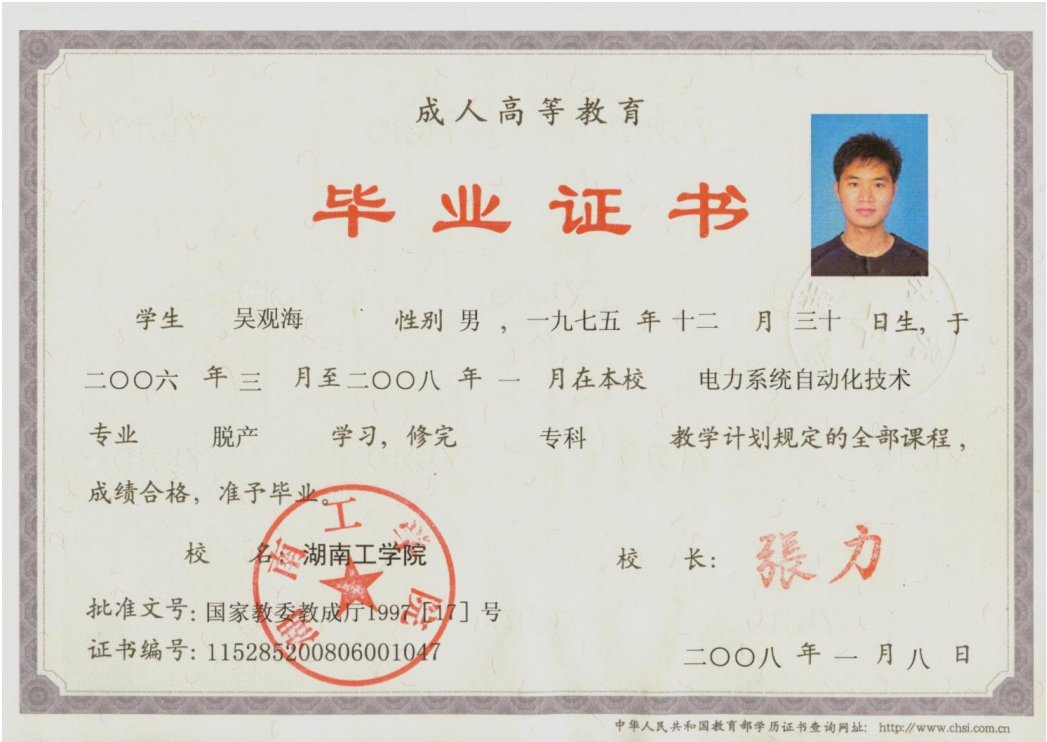 成人高等教育
毕业证书
学生 吴观海 性别 男 ，一九七五 年 十二 月 三十 日生，于
二〇〇六 年 三 月至 二〇〇八 年 一 月在本校 电力系统自动化技术
专业 脱产 学习，修完 专科 教学计划规定的全部课程，
成绩合格，准予毕业。
校 名：湖南工学院
湖南工学院
校 长：張力
批准文号：国家教委教成厅1997［17］号
证书编号：115285200806001047
二〇〇八 年 一 月 八 日
中华人民共和国教育部学历证书查询网址： http://www.chsi.com.cn